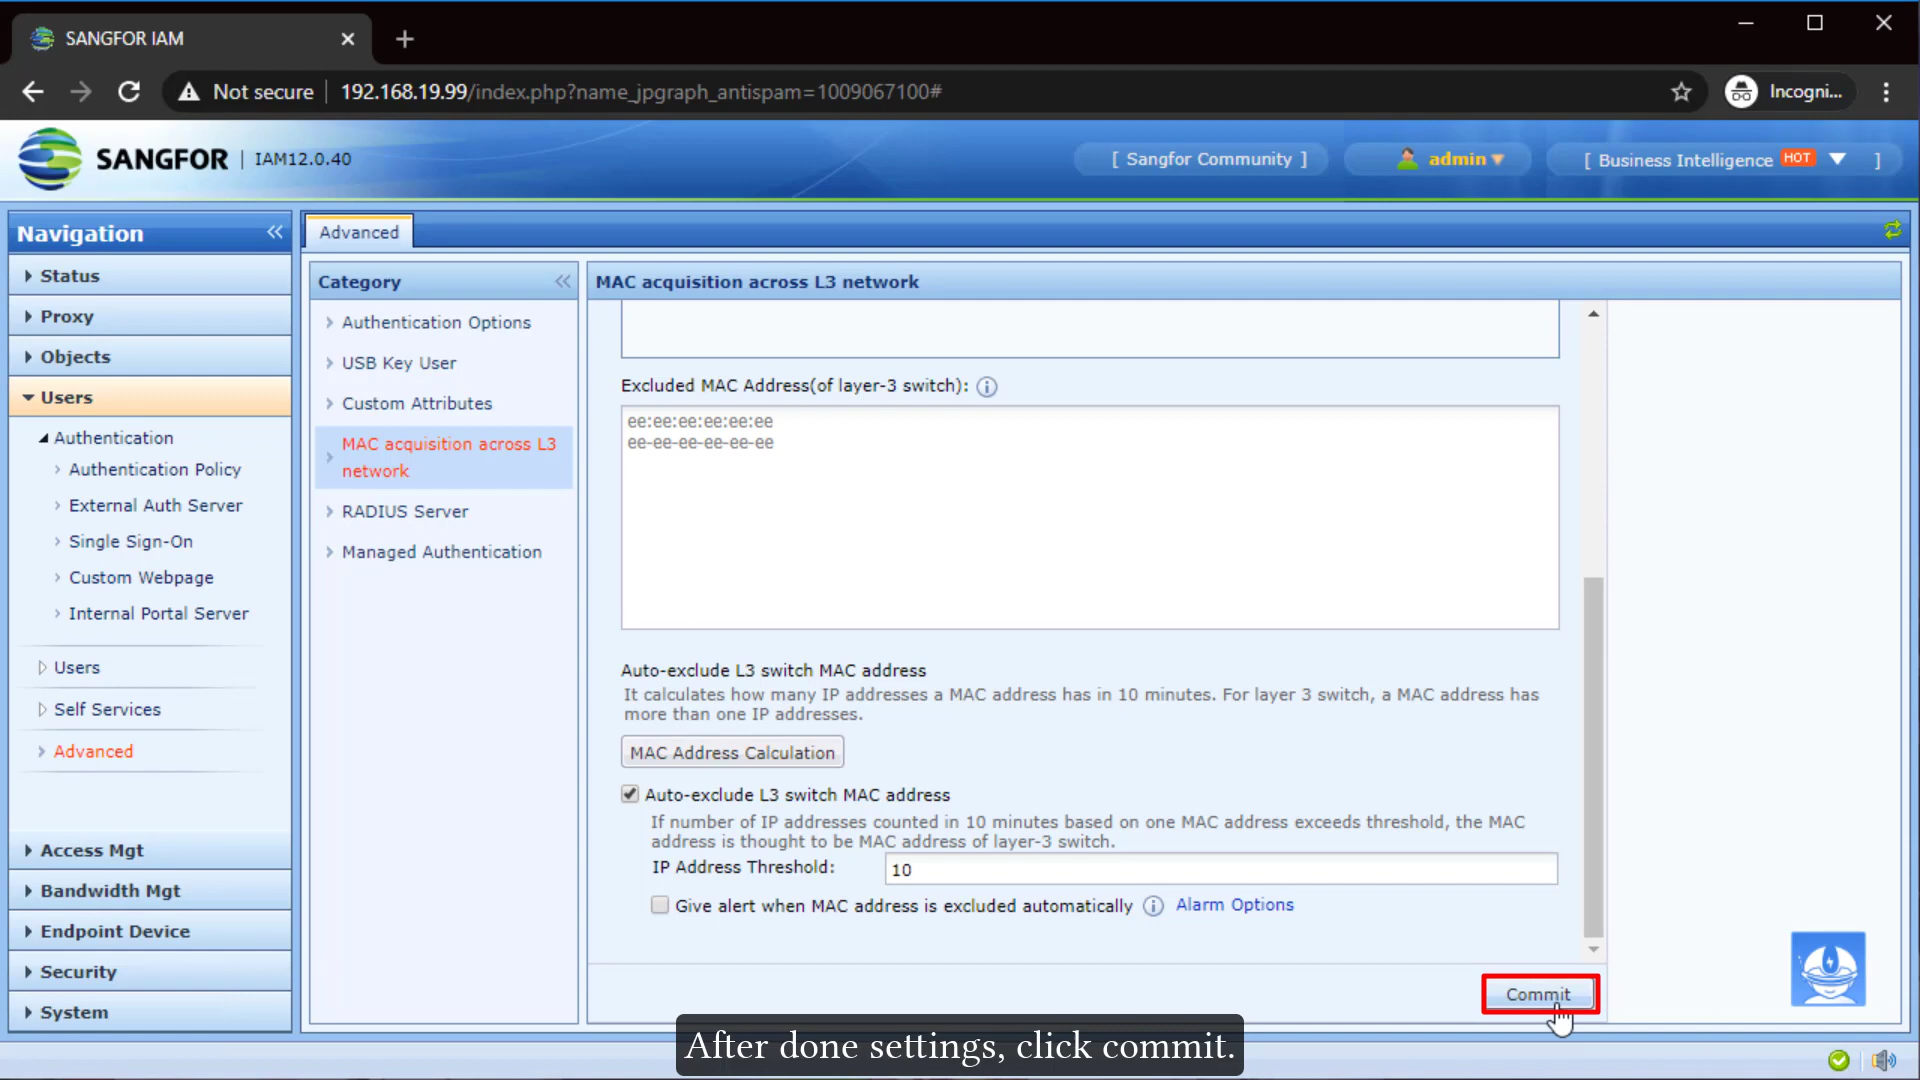 SANGFOR IAM
Not secure
192.168.19.99/index.php?name_jpgraph_antispam=1009067100#
Incogni...
SANGFOR | IAM12.0.40
[ Sangfor Community ]
admin
[ Business Intelligence HOT ]
Navigation
Advanced
Status
Proxy
Objects
Users
Authentication
Authentication Policy
External Auth Server
Single Sign-On
Custom Webpage
Internal Portal Server
Users
Self Services
Advanced
Access Mgt
Bandwidth Mgt
Endpoint Device
Security
System
Category
Authentication Options
USB Key User
Custom Attributes
MAC acquisition across L3
network
RADIUS Server
Managed Authentication
MAC acquisition across L3 network
Excluded MAC Address(of layer-3 switch):
ee:ee:ee:ee:ee:ee
ee-ee-ee-ee-ee-ee
Auto-exclude L3 switch MAC address
It calculates how many IP addresses a MAC address has in 10 minutes. For layer 3 switch, a MAC address has
more than one IP addresses.
MAC Address Calculation
Auto-exclude L3 switch MAC address
If number of IP addresses counted in 10 minutes based on one MAC address exceeds threshold, the MAC
address is thought to be MAC address of layer-3 switch.
IP Address Threshold: 10
Give alert when MAC address is excluded automatically Alarm Options
Commit
After done settings, click commit.